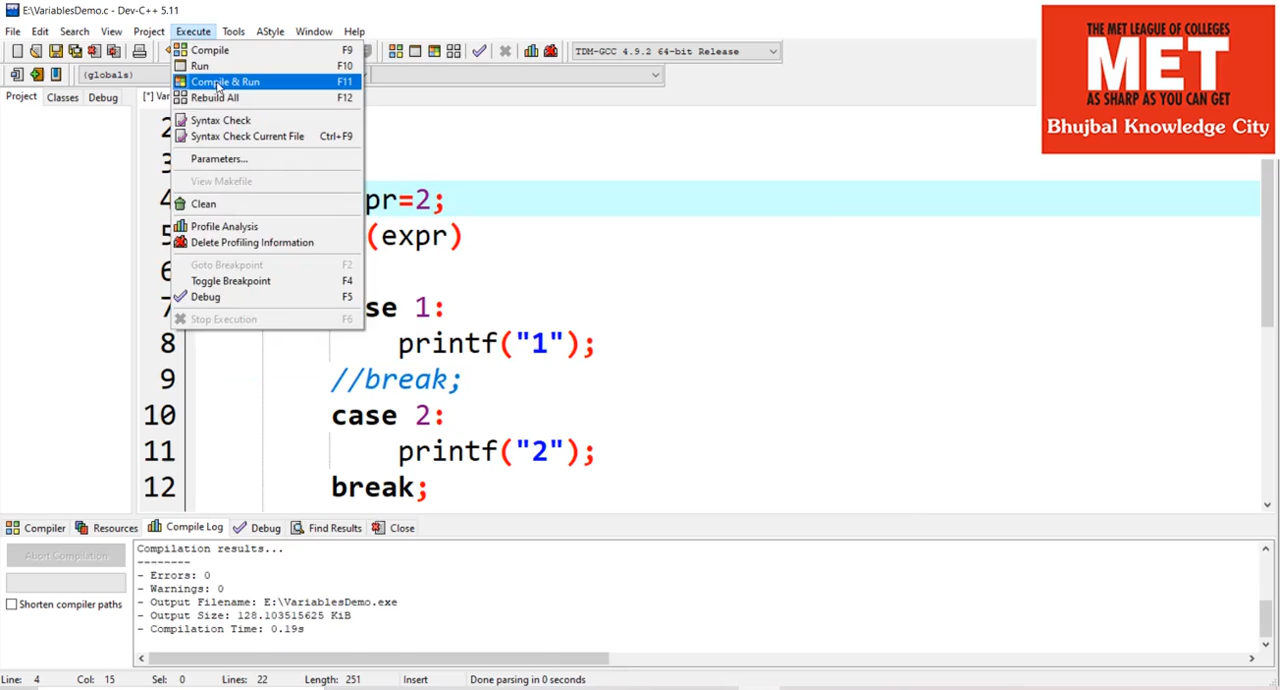 E:\VariablesDemo.c - Dev-C++ 5.11
File Edit Search View Project Execute Tools AStyle Window Help
TDM-GCC 4.9.2 64-bit Release
(globals)
Project Classes Debug [*] Var
Compile F9
Run F10
Compile & Run F11
Rebuild All F12
Syntax Check
Syntax Check Current File Ctrl+F9
Parameters...
View Makefile
Clean
Profile Analysis
Delete Profiling Information
Goto Breakpoint F2
Toggle Breakpoint F4
Debug F5
Stop Execution F6
THE MET LEAGUE OF COLLEGES
MET
AS SHARP AS YOU CAN GET
Bhujbal Knowledge City
2
3
4 pr=2;
5 (expr)
6
7 se 1:
8 printf("1");
9 //break;
10 case 2:
11 printf("2");
12 break;
Compiler Resources Compile Log Debug Find Results Close
Abort Compilation
Shorten compiler paths
Compilation results...
--------
- Errors: 0
- Warnings: 0
- Output Filename: E:\VariablesDemo.exe
- Output Size: 128.103515625 KiB
- Compilation Time: 0.19s
Line: 4 Col: 15 Sel: 0 Lines: 22 Length: 251 Insert Done parsing in 0 seconds